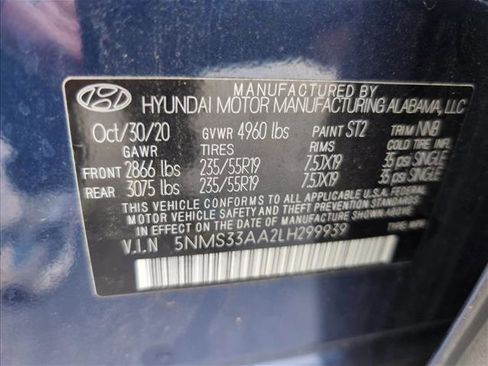 MANUFACTURED BY
HYUNDAI MOTOR MANUFACTURING ALABAMA, LLC
Oct/30/20 GVWR 4960 lbs PAINT ST2 TRIM NNB
GAWR TIRES RIMS COLD TIRE INFL
FRONT 2866 lbs 235/55R19 7.5JX19 35 psi SINGLE
REAR 3075 lbs 235/55R19 7.5JX19 35 psi SINGLE
THIS VEHICLE CONFORMS TO ALL APPLICABLE U.S. FEDERAL
MOTOR VEHICLE SAFETY AND BUMPER STANDARDS IN EFFECT
ON THE DATE OF MANUFACTURE SHOWN ABOVE.
V.I.N 5NMS33AA2LH299939 TYPE MPV